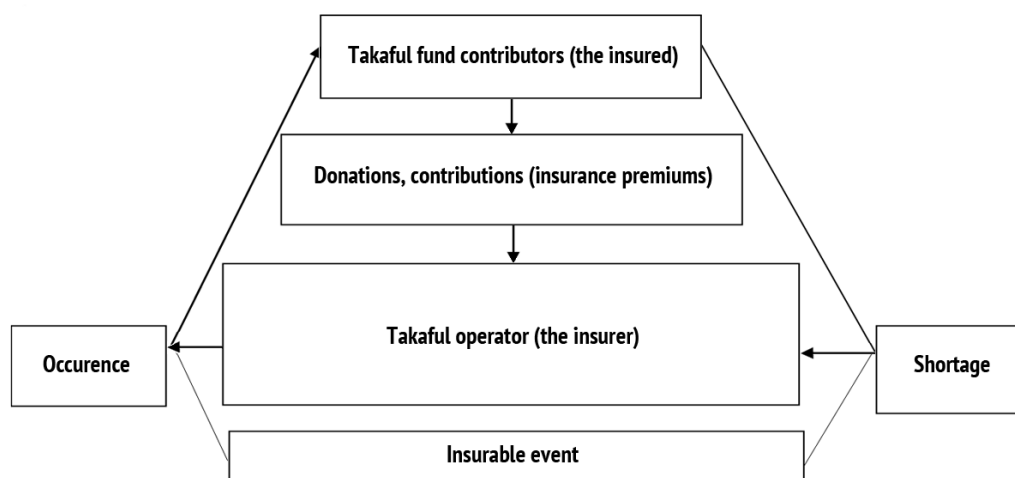 Takaful fund contributors (the insured)
Donations, contributions (insurance premiums)
Takaful operator (the insurer)
Occurence
Shortage
Insurable event